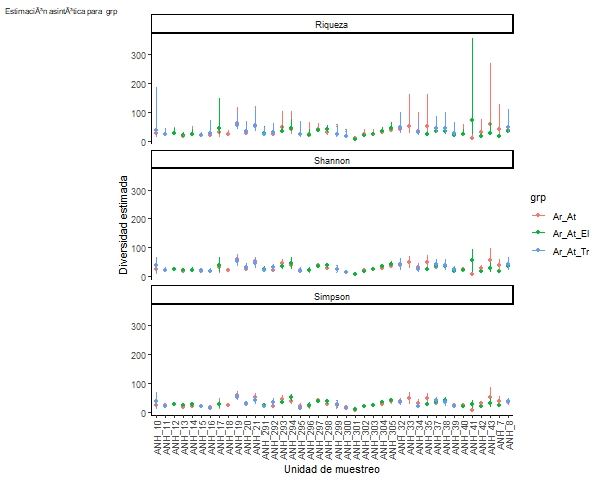 EstimaciÃ³n asintÃ³tica para grp
Riqueza
300
200
100
0
Shannon
300
200
100
0
Simpson
300
200
100
0
Diversidad estimada
ANH_10
ANH_11
ANH_12
ANH_13
ANH_14
ANH_15
ANH_16
ANH_17
ANH_18
ANH_19
ANH_20
ANH_21
ANH_291
ANH_292
ANH_293
ANH_294
ANH_295
ANH_296
ANH_297
ANH_298
ANH_299
ANH_300
ANH_301
ANH_302
ANH_303
ANH_304
ANH_305
ANH_32
ANH_33
ANH_34
ANH_35
ANH_37
ANH_38
ANH_39
ANH_40
ANH_41
ANH_42
ANH_43
ANH_7
ANH_8
Unidad de muestreo
grp
Ar_At
Ar_At_El
Ar_At_Tr